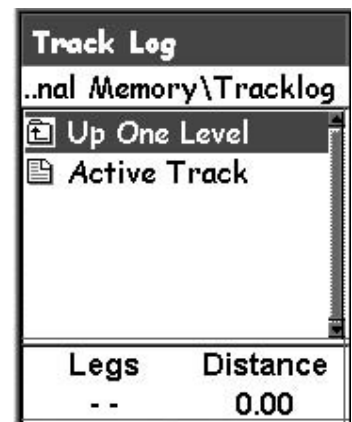 Track Log
..nal Memory\Tracklog
Up One Level
Active Track
Legs Distance
- - 0.00